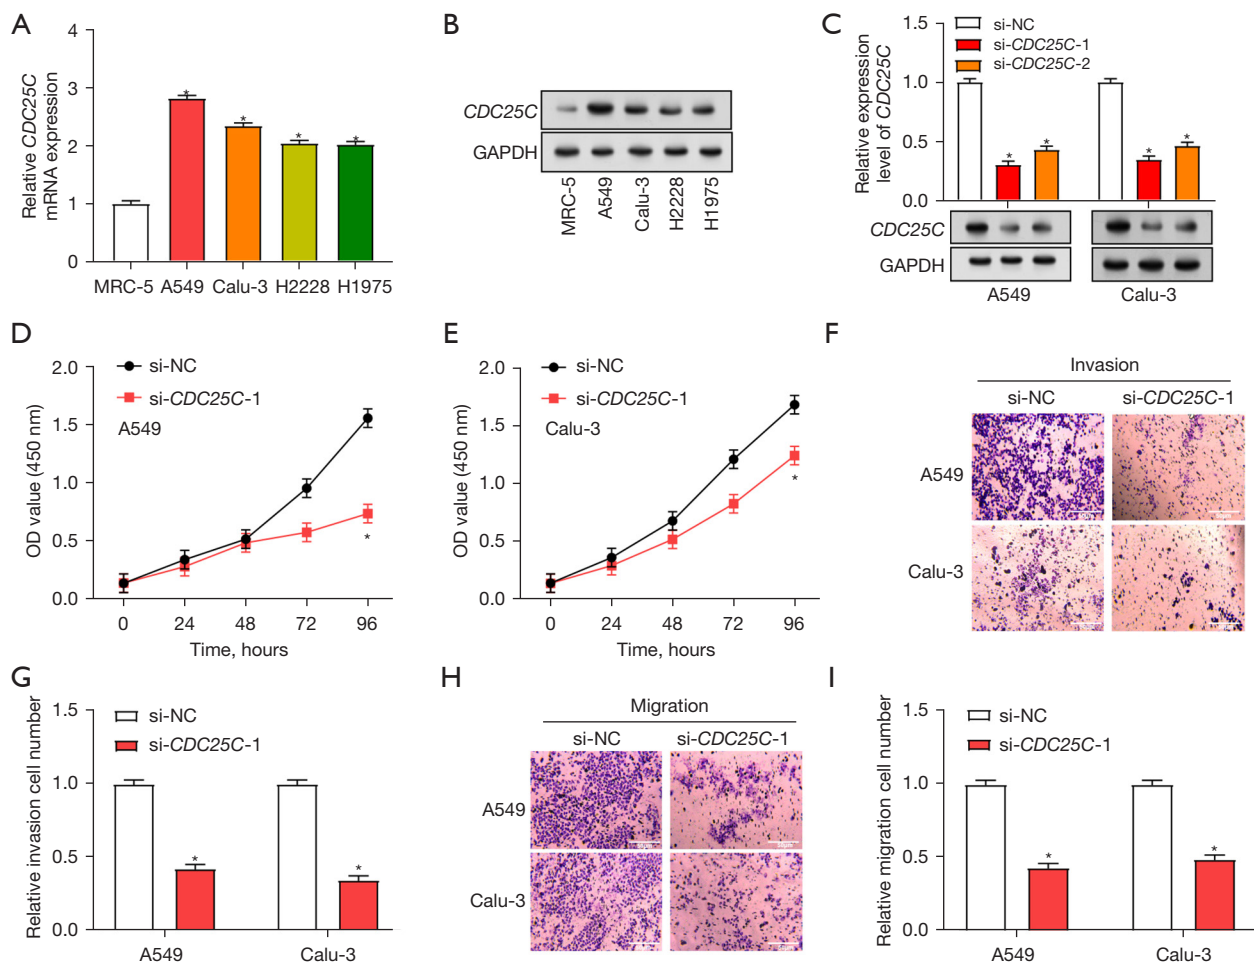 A
Relative CDC25C
mRNA expression
4
3
2
1
0
* * * *
MRC-5 A549 Calu-3 H2228 H1975
B
CDC25C
GAPDH
MRC-5
A549
Calu-3
H2228
H1975
C
si-NC
si-CDC25C-1
si-CDC25C-2
Relative expression
level of CDC25C
1.5
1.0
0.5
0.0
* * * *
CDC25C
GAPDH
A549 Calu-3
D
si-NC
si-CDC25C-1
A549
OD value (450 nm)
2.0
1.5
1.0
0.5
0.0
*
0 24 48 72 96
Time, hours
E
si-NC
si-CDC25C-1
Calu-3
OD value (450 nm)
2.0
1.5
1.0
0.5
0.0
*
0 24 48 72 96
Time, hours
F
Invasion
si-NC si-CDC25C-1
A549
Calu-3
G
si-NC
si-CDC25C-1
Relative invasion cell number
1.5
1.0
0.5
0.0
* *
A549 Calu-3
H
Migration
si-NC si-CDC25C-1
A549
Calu-3
I
si-NC
si-CDC25C-1
Relative migration cell number
1.5
1.0
0.5
0.0
* *
A549 Calu-3